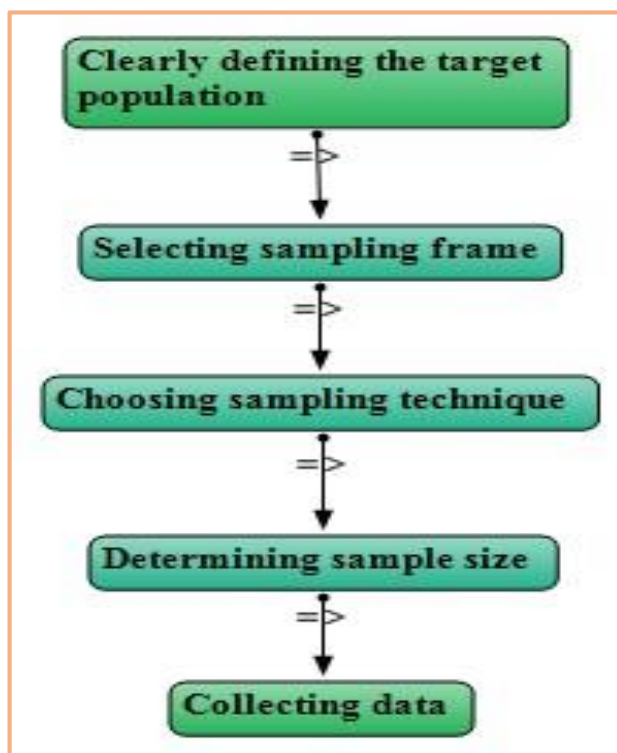 Clearly defining the target
population
=>
Selecting sampling frame
=>
Choosing sampling technique
=>
Determining sample size
=>
Collecting data